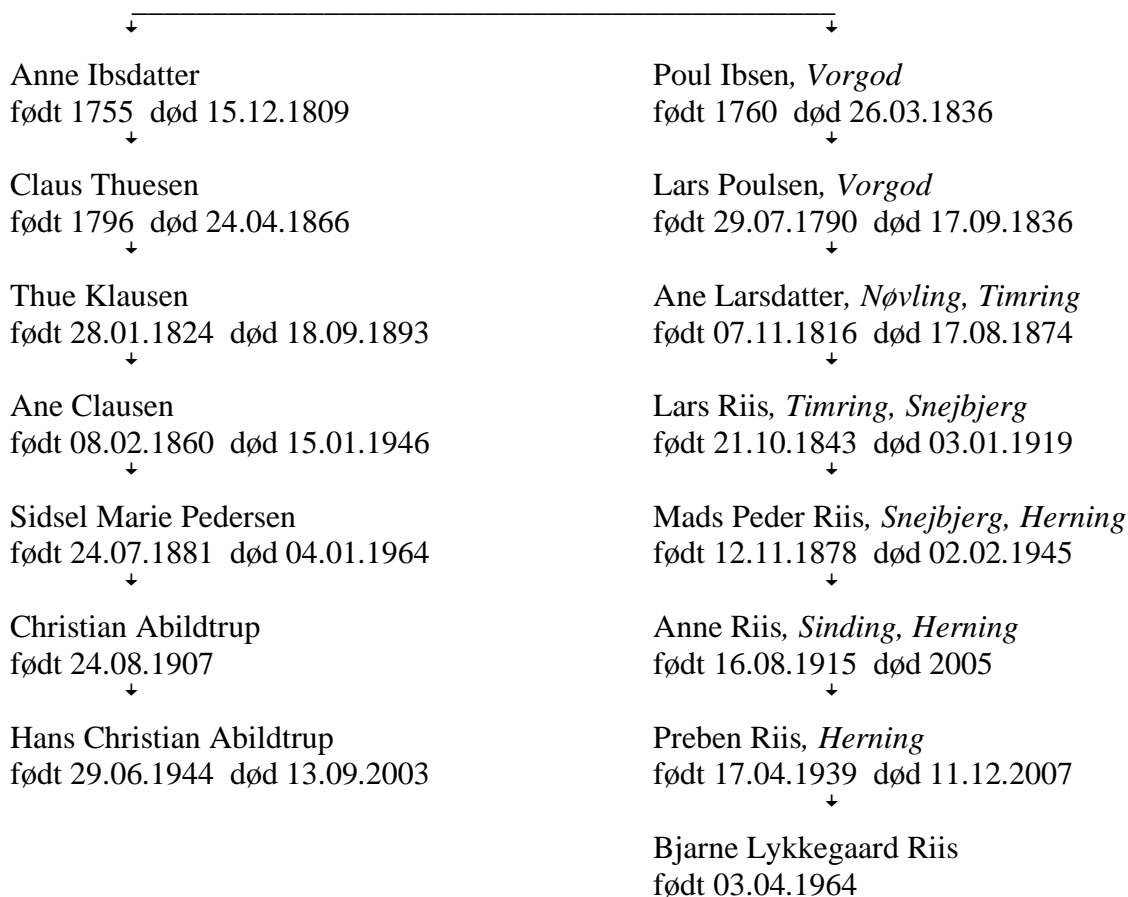 Anne Ibsdatter
født 1755 død 15.12.1809
Claus Thuesen
født 1796 død 24.04.1866
Thue Klausen
født 28.01.1824 død 18.09.1893
Ane Clausen
født 08.02.1860 død 15.01.1946
Sidsel Marie Pedersen
født 24.07.1881 død 04.01.1964
Christian Abildtrup
født 24.08.1907
Hans Christian Abildtrup
født 29.06.1944 død 13.09.2003
Poul Ibsen, Vorgod
født 1760 død 26.03.1836
Lars Poulsen, Vorgod
født 29.07.1790 død 17.09.1836
Ane Larsdatter, Nøvling, Timring
født 07.11.1816 død 17.08.1874
Lars Riis, Timring, Snejbjerg
født 21.10.1843 død 03.01.1919
Mads Peder Riis, Snejbjerg, Herning
født 12.11.1878 død 02.02.1945
Anne Riis, Sinding, Herning
født 16.08.1915 død 2005
Preben Riis, Herning
født 17.04.1939 død 11.12.2007
Bjarne Lykkegaard Riis
født 03.04.1964